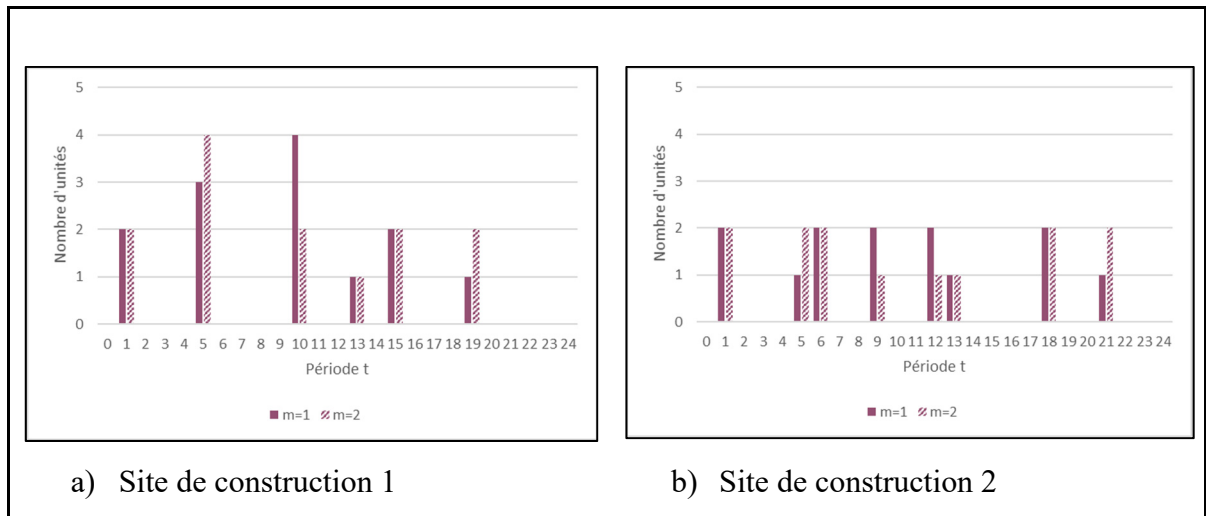 5
4
3
2
1
0
Nombre d'unités
0 1 2 3 4 5 6 7 8 9 10 11 12 13 14 15 16 17 18 19 20 21 22 23 24
Période t
m=1 m=2
a) Site de construction 1
5
4
3
2
1
0
Nombre d'unités
0 1 2 3 4 5 6 7 8 9 10 11 12 13 14 15 16 17 18 19 20 21 22 23 24
Période t
m=1 m=2
b) Site de construction 2